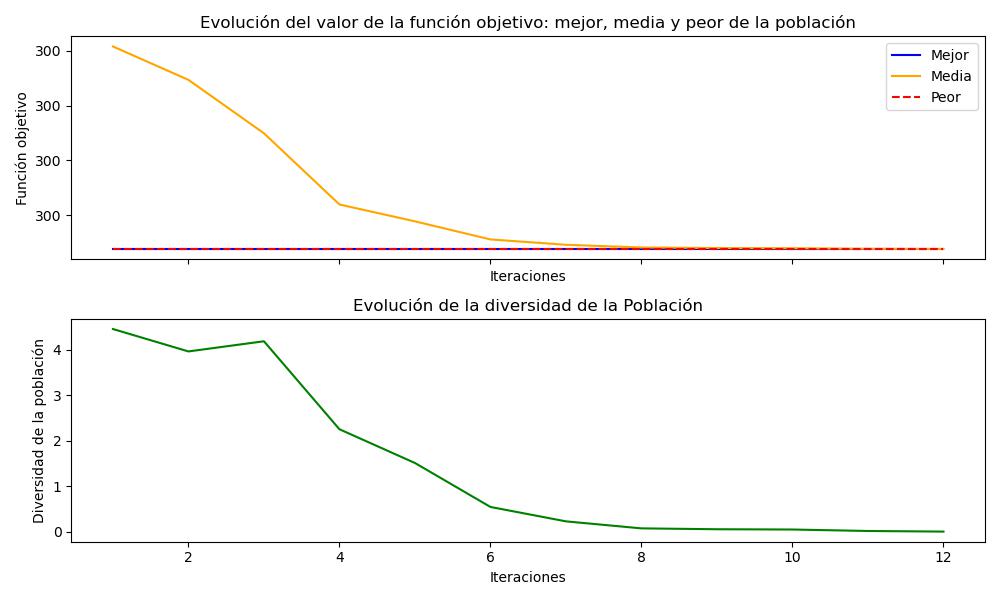 Evolución del valor de la función objetivo: mejor, media y peor de la población
Función objetivo
300
300
300
300
Mejor
Media
Peor
Iteraciones
Evolución de la diversidad de la Población
Diversidad de la población
4
3
2
1
0
2 4 6 8 10 12
Iteraciones